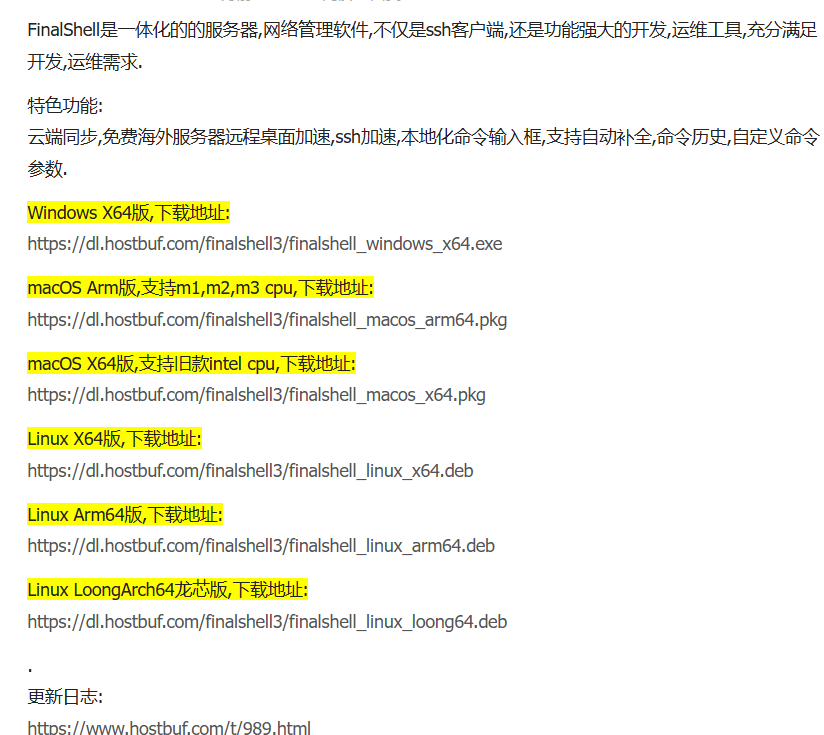 FinalShell是一体化的的服务器,网络管理软件,不仅是ssh客户端,还是功能强大的开发,运维工具,充分满足
开发,运维需求.
特色功能:
云端同步,免费海外服务器远程桌面加速,ssh加速,本地化命令输入框,支持自动补全,命令历史,自定义命令
参数.
Windows X64版,下载地址:
https://dl.hostbuf.com/finalshell3/finalshell_windows_x64.exe
macOS Arm版,支持m1,m2,m3 cpu,下载地址:
https://dl.hostbuf.com/finalshell3/finalshell_macos_arm64.pkg
macOS X64版,支持旧款intel cpu,下载地址:
https://dl.hostbuf.com/finalshell3/finalshell_macos_x64.pkg
Linux X64版,下载地址:
https://dl.hostbuf.com/finalshell3/finalshell_linux_x64.deb
Linux Arm64版,下载地址:
https://dl.hostbuf.com/finalshell3/finalshell_linux_arm64.deb
Linux LoongArch64龙芯版,下载地址:
https://dl.hostbuf.com/finalshell3/finalshell_linux_loong64.deb
.
更新日志:
https://www.hostbuf.com/t/989.html